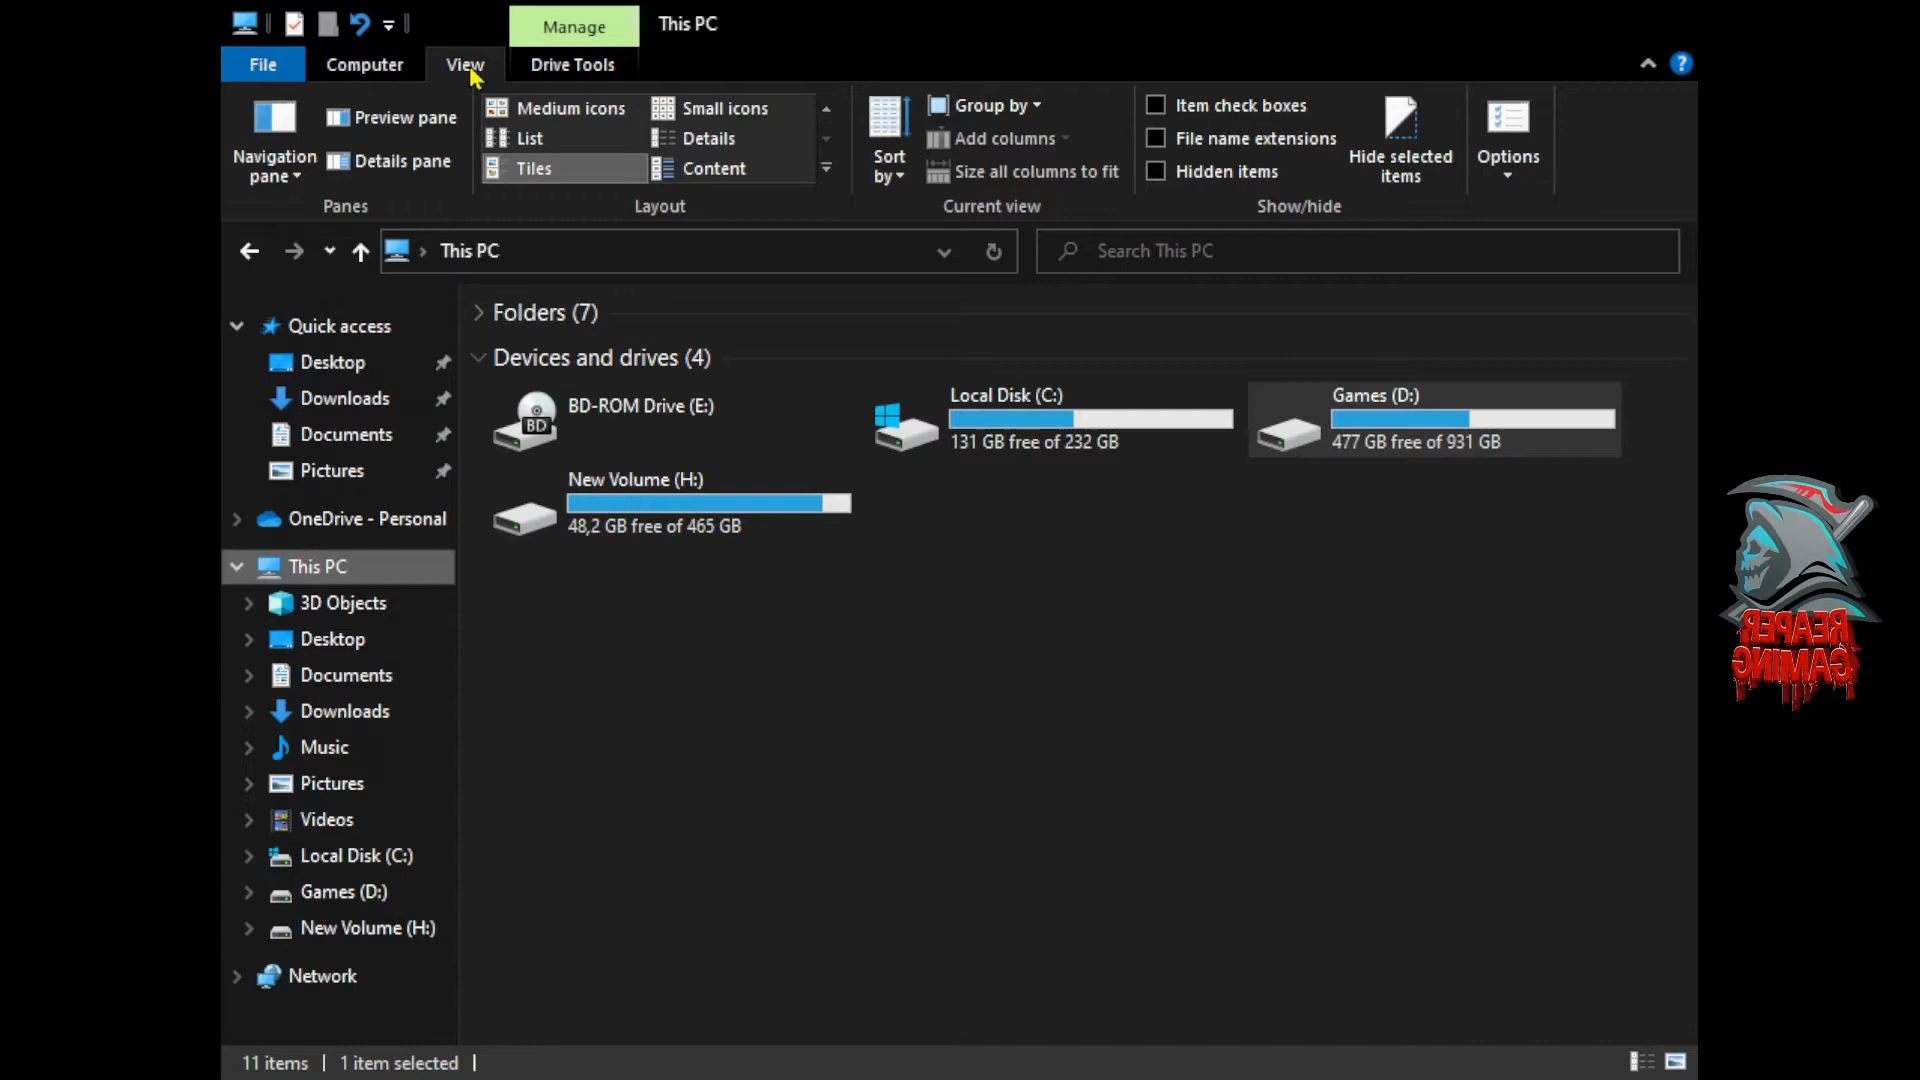 Manage
This PC
File
Computer
View
Drive Tools
Navigation
pane
Preview pane
Details pane
Panes
Medium icons
Small icons
List
Details
Tiles
Content
Layout
Sort
by
Group by
Add columns
Size all columns to fit
Current view
Item check boxes
File name extensions
Hidden items
Hide selected
items
Show/hide
Options
This PC
Search This PC
Quick access
Desktop
Downloads
Documents
Pictures
OneDrive - Personal
This PC
3D Objects
Desktop
Documents
Downloads
Music
Pictures
Videos
Local Disk (C:)
Games (D:)
New Volume (H:)
Network
Folders (7)
Devices and drives (4)
BD-ROM Drive (E:)
BD
Local Disk (C:)
131 GB free of 232 GB
Games (D:)
477 GB free of 931 GB
New Volume (H:)
48,2 GB free of 465 GB
REAPER
GAMING
11 items
1 item selected